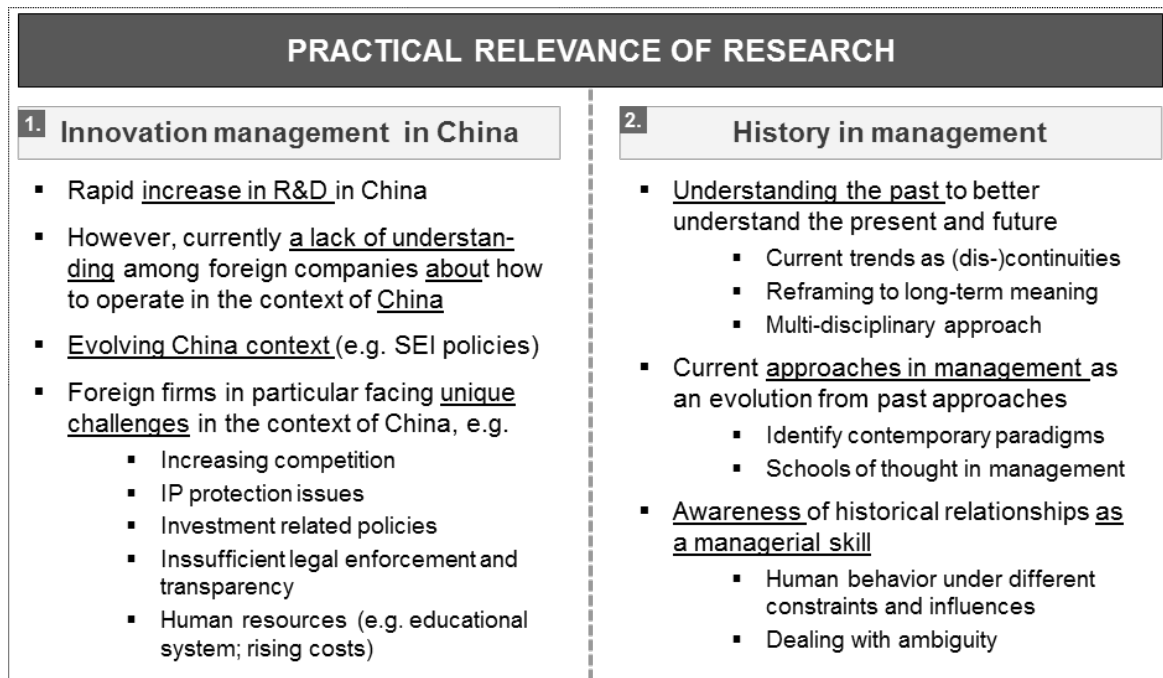 PRACTICAL RELEVANCE OF RESEARCH
1. Innovation management in China
▪ Rapid increase in R&D in China
▪ However, currently a lack of understan-
ding among foreign companies about how
to operate in the context of China
▪ Evolving China context (e.g. SEI policies)
▪ Foreign firms in particular facing unique
challenges in the context of China, e.g.
▪ Increasing competition
▪ IP protection issues
▪ Investment related policies
▪ Inssufficient legal enforcement and
transparency
▪ Human resources (e.g. educational
system; rising costs)
2. History in management
▪ Understanding the past to better
understand the present and future
▪ Current trends as (dis-)continuities
▪ Reframing to long-term meaning
▪ Multi-disciplinary approach
▪ Current approaches in management as
an evolution from past approaches
▪ Identify contemporary paradigms
▪ Schools of thought in management
▪ Awareness of historical relationships as
a managerial skill
▪ Human behavior under different
constraints and influences
▪ Dealing with ambiguity